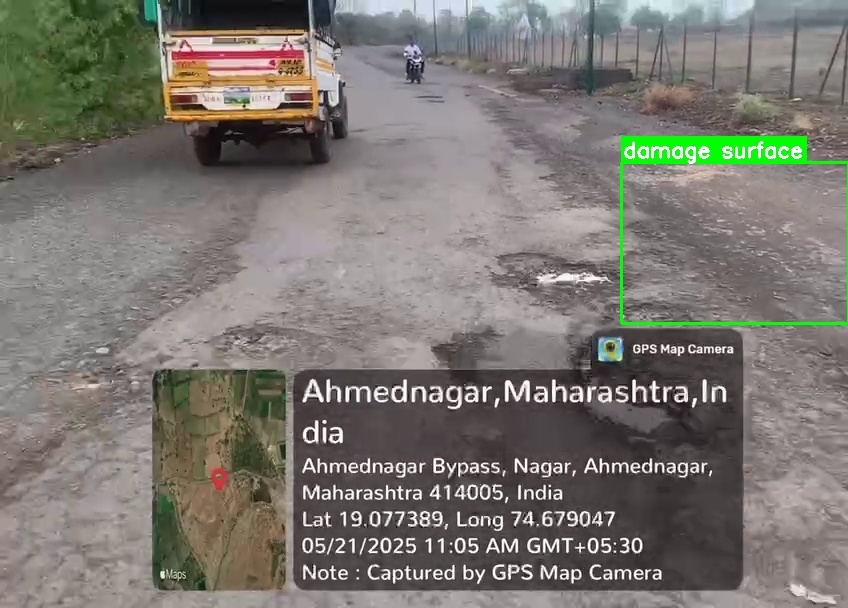 damage surface
GPS Map Camera
Ahmednagar,Maharashtra,In
dia
Ahmednagar Bypass, Nagar, Ahmednagar,
Maharashtra 414005, India
Lat 19.077389, Long 74.679047
05/21/2025 11:05 AM GMT+05:30
Note : Captured by GPS Map Camera
Maps